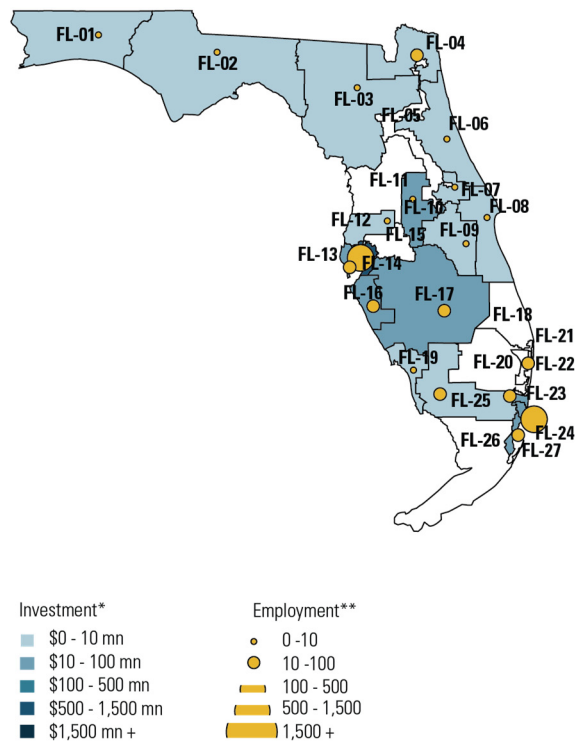 FL-01
FL-02
FL-03
FL-04
FL-05
FL-06
FL-07
FL-08
FL-09
FL-10
FL-11
FL-12
FL-13
FL-14
FL-15
FL-16
FL-17
FL-18
FL-19
FL-20
FL-21
FL-22
FL-23
FL-24
FL-25
FL-26
FL-27
Investment*
$0 - 10 mn
$10 - 100 mn
$100 - 500 mn
$500 - 1,500 mn
$1,500 mn +
Employment**
0 -10
10 -100
100 - 500
500 - 1,500
1,500 +